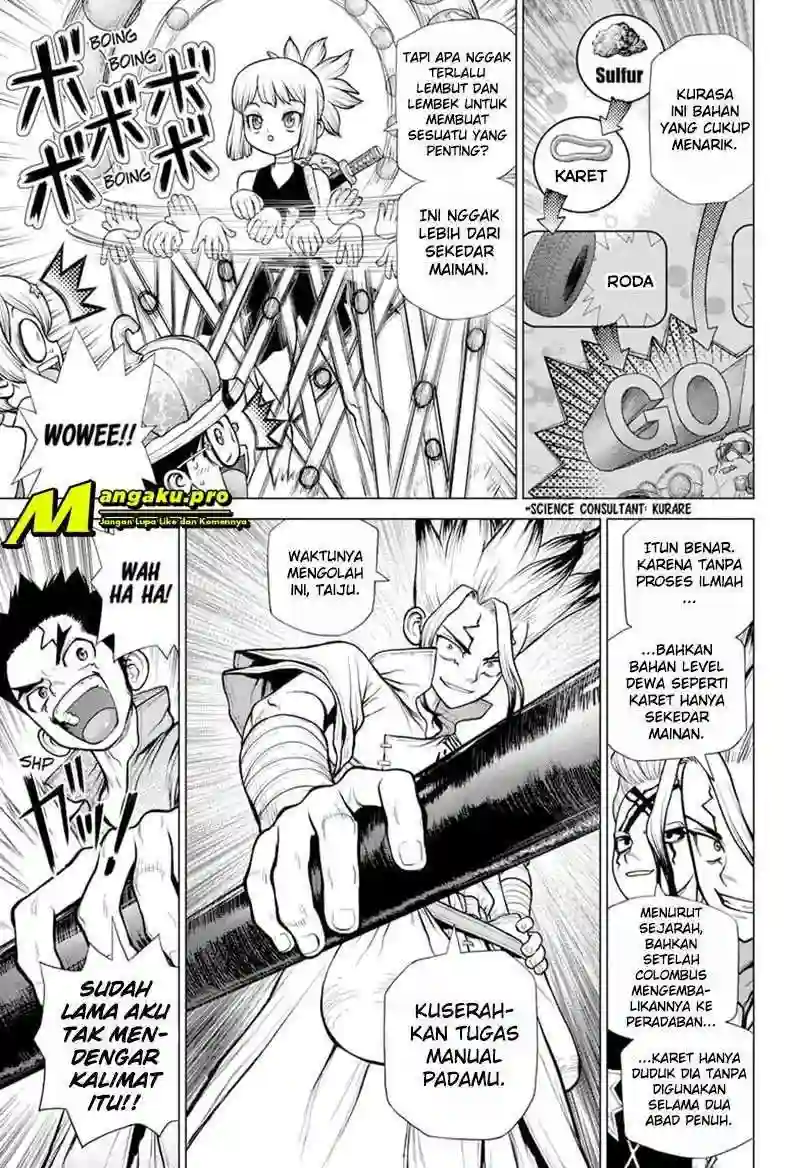 Sulfur
KARET
RODA
GO
KURASA
INI BAHAN
YANG CUKUP
MENARIK.
TAPI APA NGGAK
TERLALU
LEMBUT DAN
LEMBEK UNTUK
MEMBUAT
SESUATU YANG
PENTING?
INI NGGAK
LEBIH DARI
SEKEDAR
MAINAN.
BOING
BOING
BOING
BOING
ボボボボボ
WOWEE!!
Mangaku.pro
Jangan Lupa Like dan Komennya
*SCIENCE CONSULTANT: KURARE
ITUN BENAR.
KARENA TANPA
PROSES ILMIAH
...
...BAHKAN
BAHAN LEVEL
DEWA SEPERTI
KARET HANYA
SEKEDAR
MAINAN.
MENURUT
SEJARAH,
BAHKAN
SETELAH
COLOMBUS
MENGEMBA-
LIKANNYA KE
PERADABAN...
...KARET HANYA
DUDUK DIA TANPA
DIGUNAKAN
SELAMA DUA
ABAD PENUH.
WAKTUNYA
MENGOLAH
INI, TAIJU.
KUSERAH-
KAN TUGAS
MANUAL
PADAMU.
WAH
HA HA!
SHP
ガッ!
SUDAH
LAMA AKU
TAK MEN-
DENGAR
KALIMAT
ITU!!